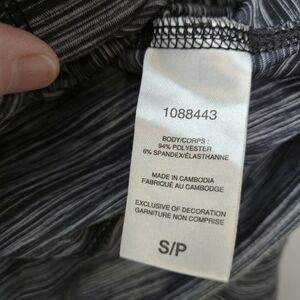 1088443
BODY/CORPS :
94% POLYESTER
6% SPANDEX/ÉLASTHANNE
MADE IN CAMBODIA
FABRIQUÉ AU CAMBODGE
EXCLUSIVE OF DECORATION
GARNITURE NON COMPRISE
S/P